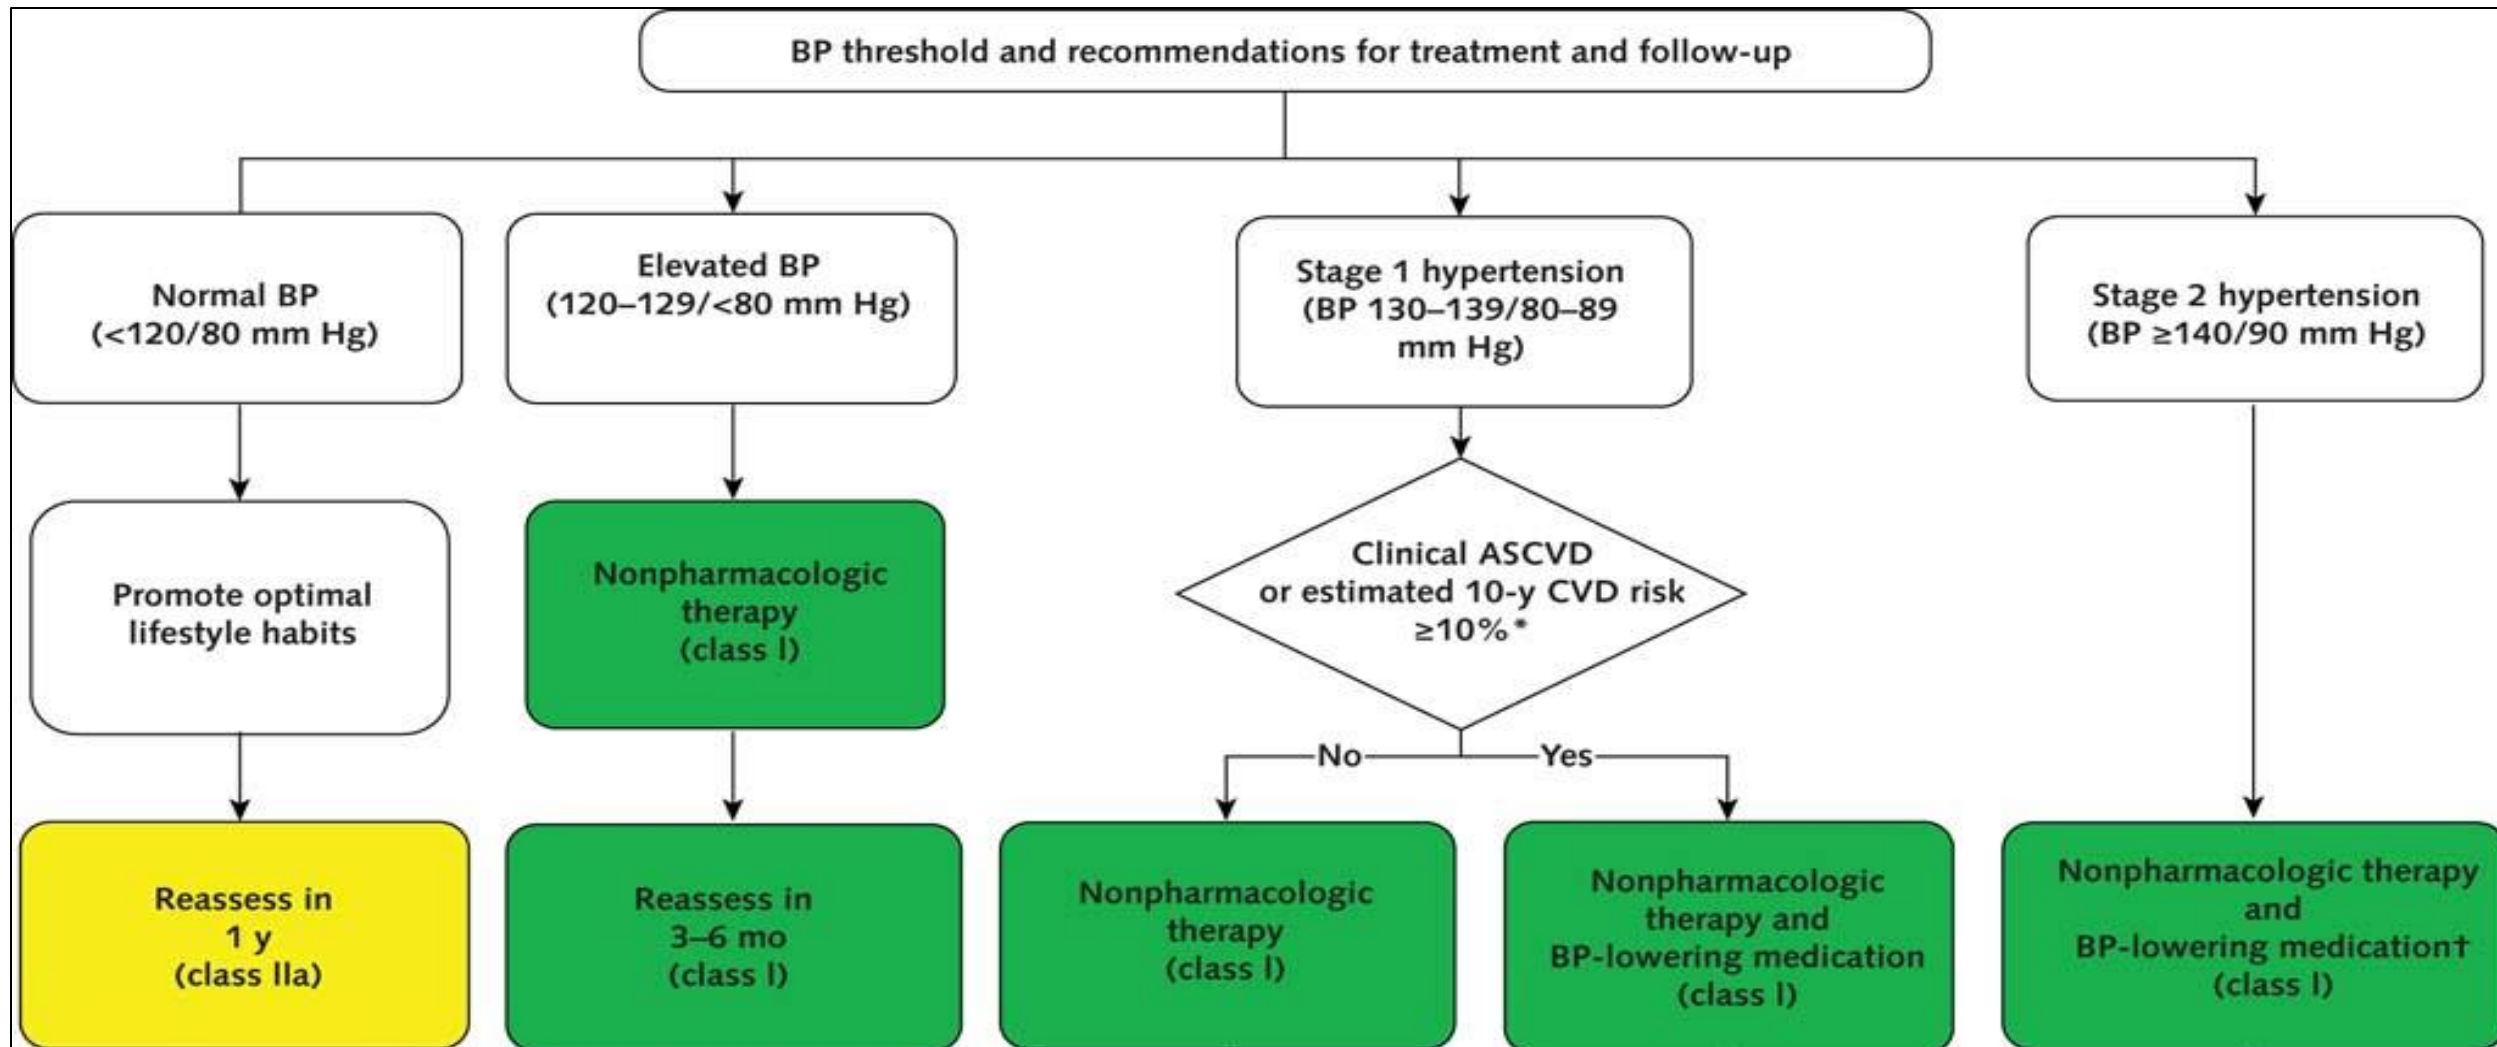 BP threshold and recommendations for treatment and follow-up
Normal BP
(<120/80 mm Hg)
Elevated BP
(120–129/<80 mm Hg)
Stage 1 hypertension
(BP 130–139/80–89
mm Hg)
Stage 2 hypertension
(BP ≥140/90 mm Hg)
Promote optimal
lifestyle habits
Nonpharmacologic
therapy
(class I)
Clinical ASCVD
or estimated 10-y CVD risk
≥10%*
No
Yes
Reassess in
1 y
(class IIa)
Reassess in
3–6 mo
(class I)
Nonpharmacologic
therapy
(class I)
Nonpharmacologic
therapy and
BP-lowering medication
(class I)
Nonpharmacologic therapy
and
BP-lowering medication†
(class I)